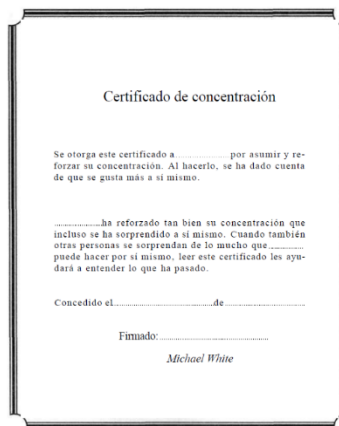 Certificado de concentración
Se otorga este certificado a.....................por asumir y re-
forzar su concentración. Al hacerlo, se ha dado cuenta
de que se gusta más a sí mismo.
..................ha reforzado tan bien su concentración que
incluso se ha sorprendido a sí mismo. Cuando también
otras personas se sorprendan de lo mucho que..............
puede hacer por sí mismo, leer este certificado les ayu-
dará a entender lo que ha pasado.
Concedido el.......................................de................................
Firmado:...........................................
Michael White